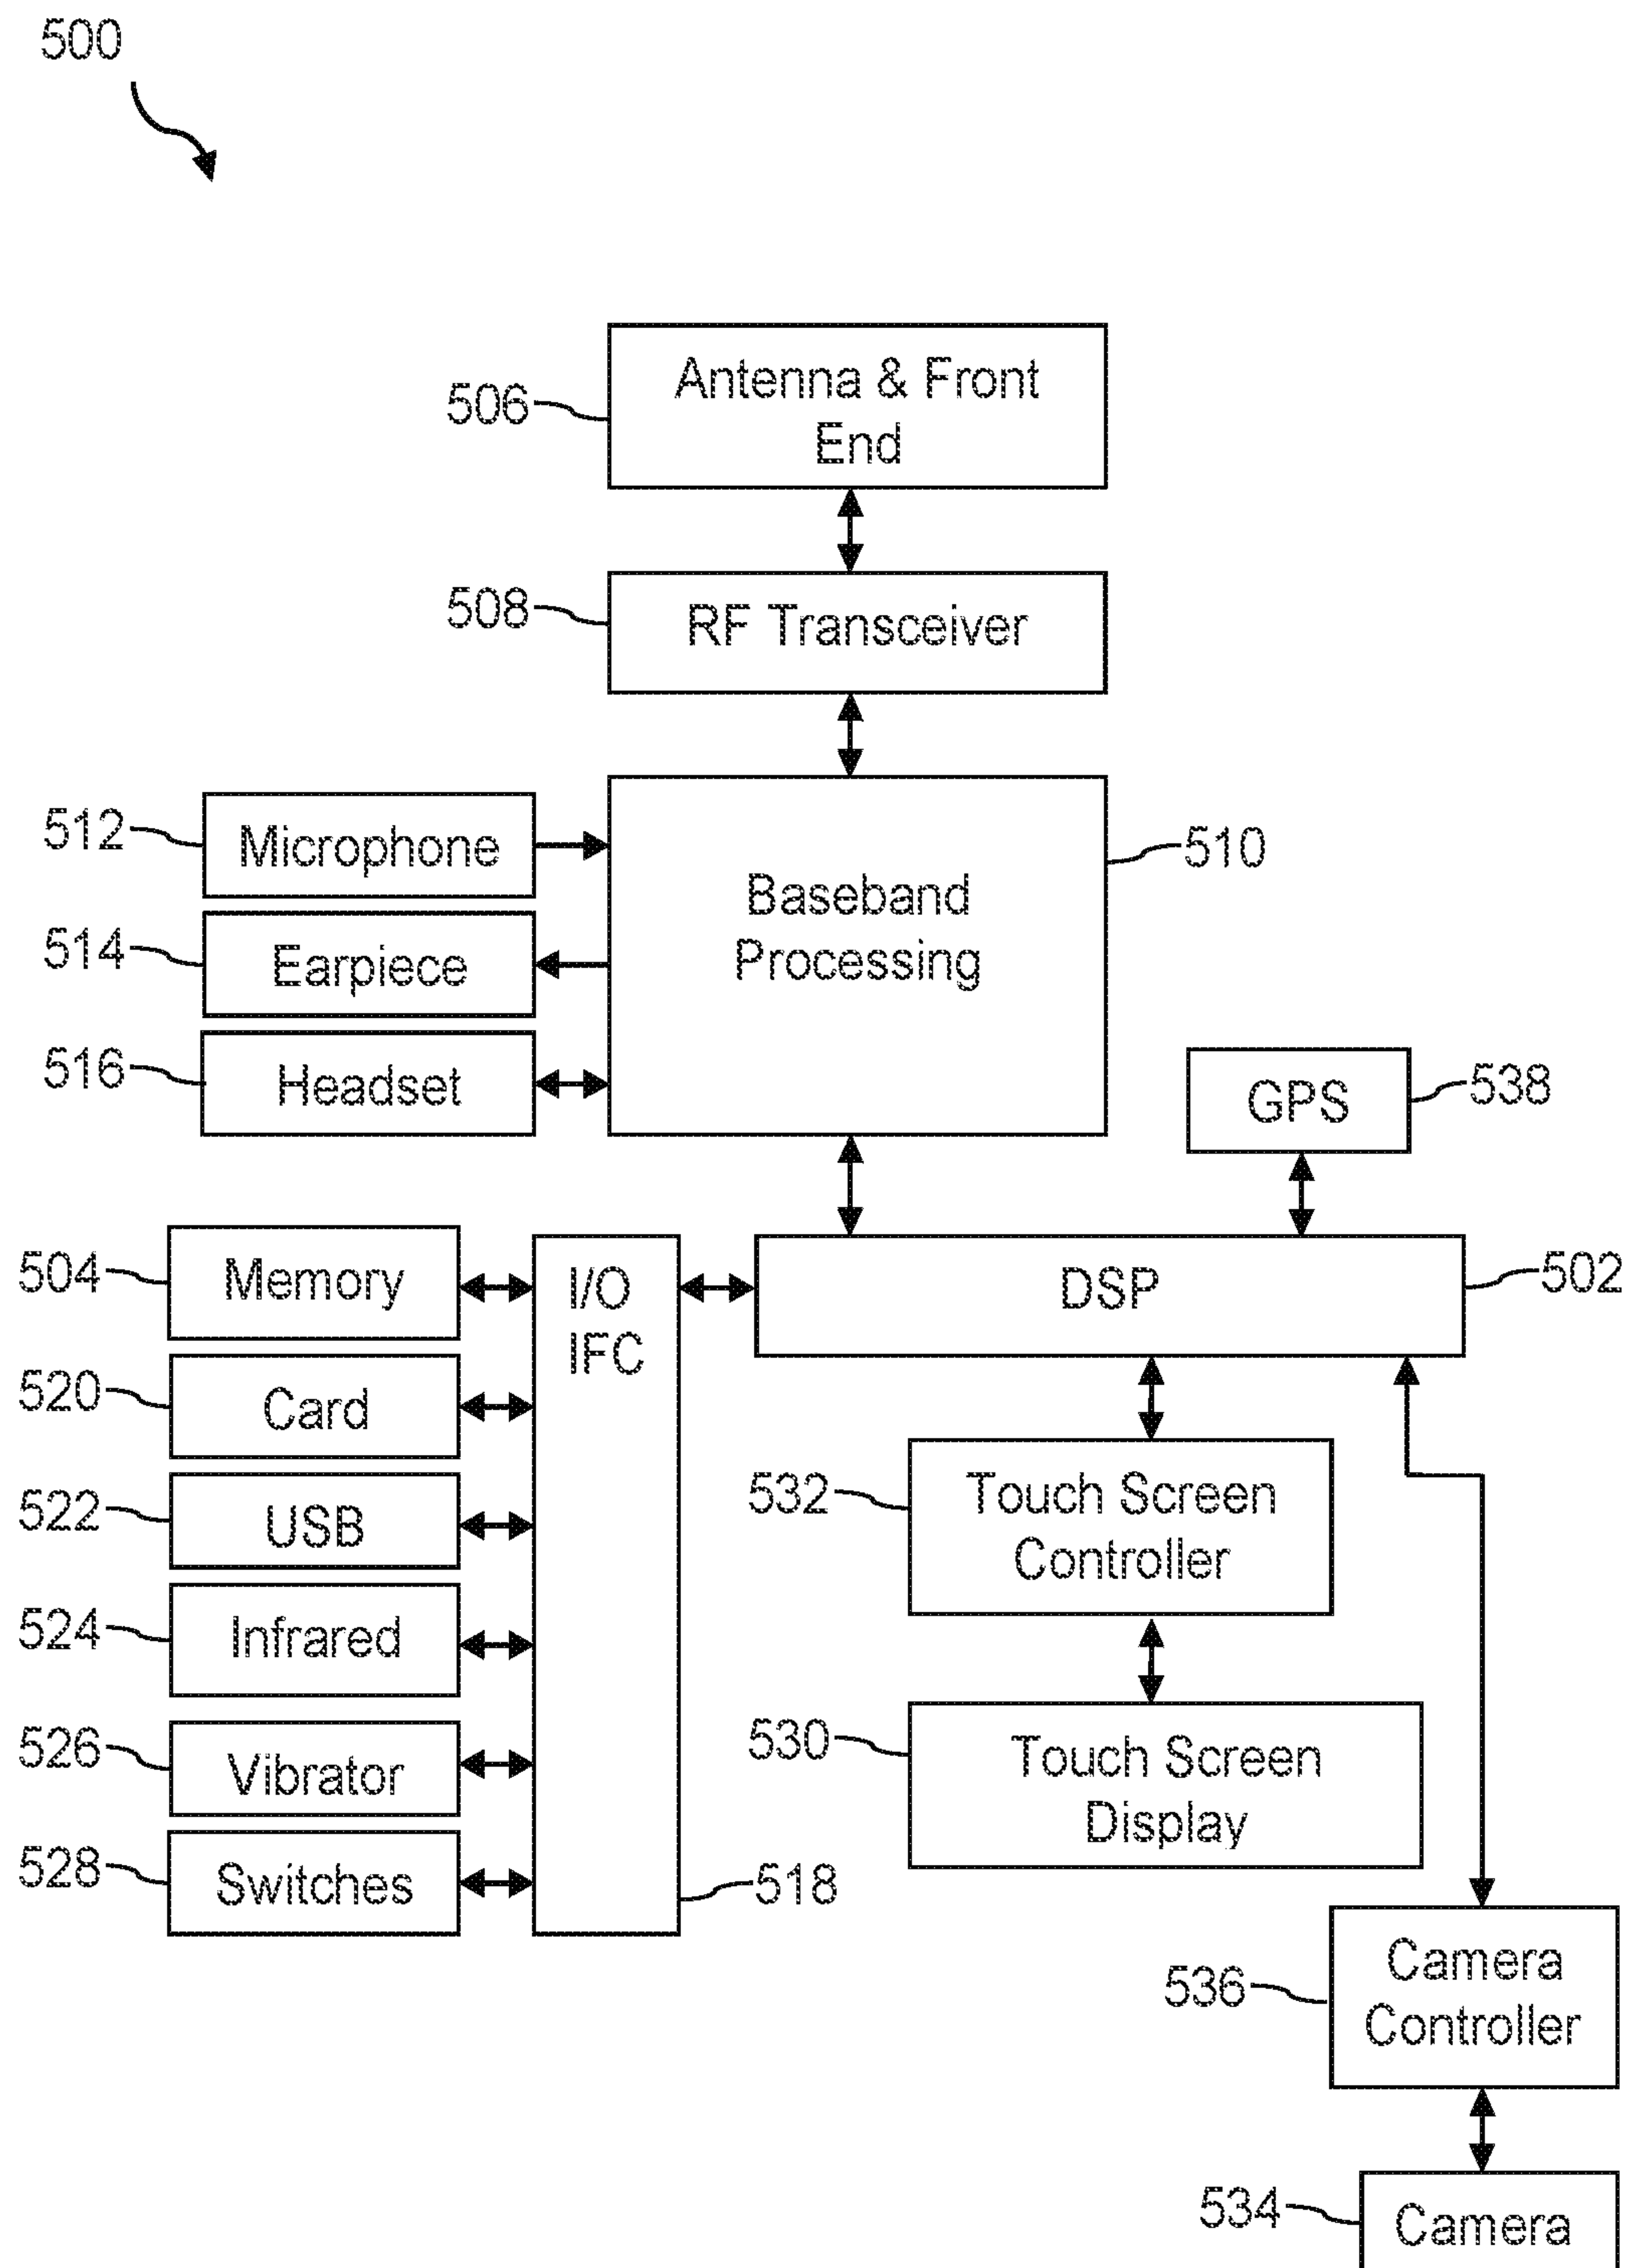 500
506
Antenna & Front
End
508
RF Transceiver
512
Microphone
510
Baseband
Processing
514
Earpiece
516
Headset
GPS
538
504
Memory
I/O
IFC
DSP
502
520
Card
522
USB
532
Touch Screen
Controller
524
Infrared
526
Vibrator
530
Touch Screen
Display
528
Switches
518
536
Camera
Controller
534
Camera